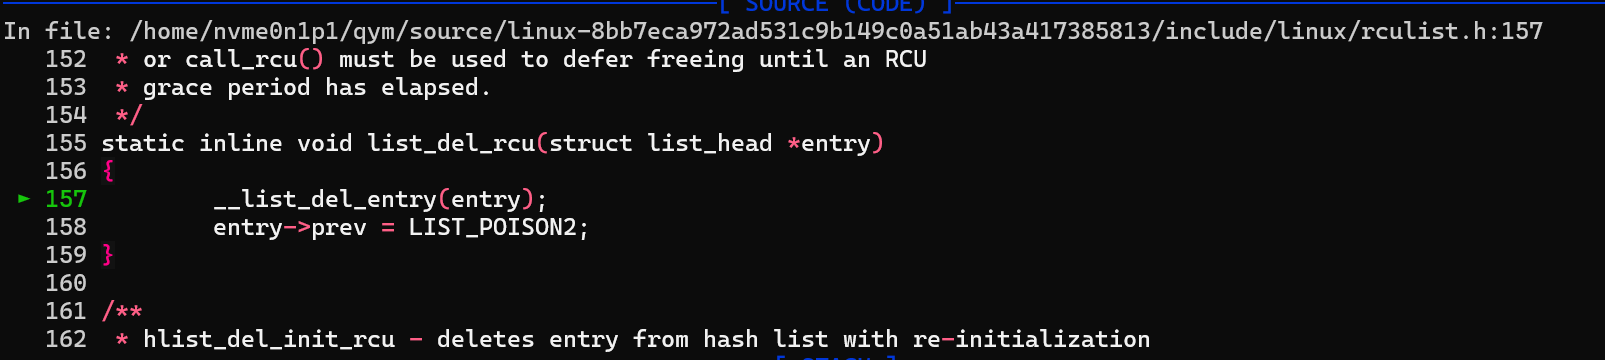 [ SOURCE (CODE) ]
In file: /home/nvme0n1p1/qym/source/linux-8bb7eca972ad531c9b149c0a51ab43a417385813/include/linux/rculist.h:157
152  * or call_rcu() must be used to defer freeing until an RCU
153  * grace period has elapsed.
154  */
155 static inline void list_del_rcu(struct list_head *entry)
156 {
► 157         __list_del_entry(entry);
158         entry->prev = LIST_POISON2;
159 }
160
161 /**
162  * hlist_del_init_rcu - deletes entry from hash list with re-initialization